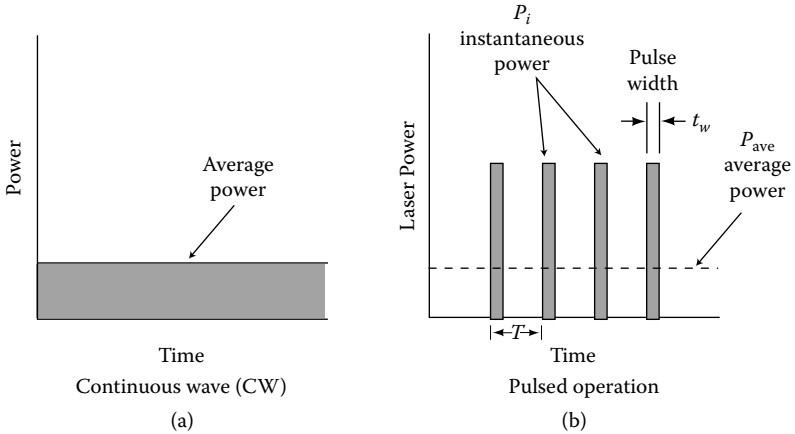 Power
Average
power
Time
Continuous wave (CW)
(a)
P_i
instantaneous
power
Pulse
width
t_w
P_ave
average
power
Laser Power
T
Time
Pulsed operation
(b)